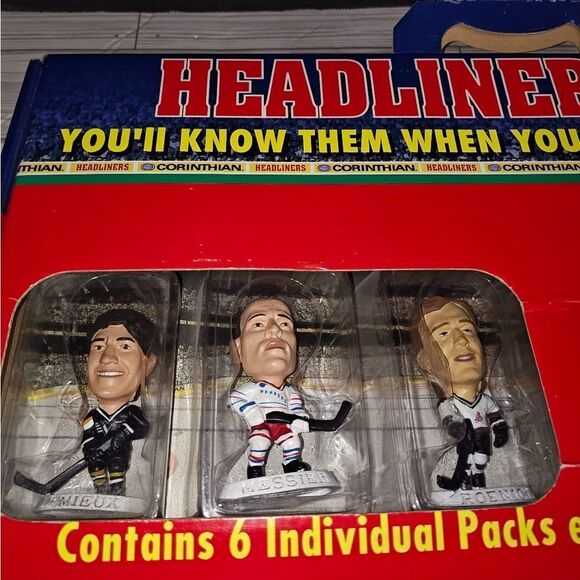 HEADLINER
YOU'll KNOW THEM WHEN YOU
THIAN. HEADLINERS CORINTHIAN. HEADLINERS CORINTHIAN. HEADLINERS CORINTHIAN
MIEUX MESSIER ROENICK
Contains 6 Individual Packs e